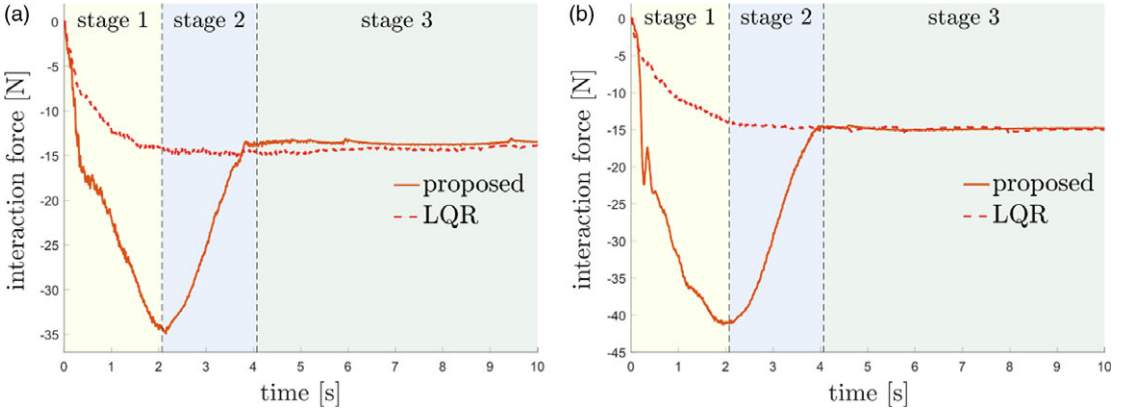 (a)
stage 1 stage 2 stage 3
0
-5
-10
-15
-20
-25
-30
-35
interaction force [N]
proposed
LQR
0 1 2 3 4 5 6 7 8 9 10
time [s]
(b)
stage 1 stage 2 stage 3
0
-5
-10
-15
-20
-25
-30
-35
-40
-45
interaction force [N]
proposed
LQR
0 1 2 3 4 5 6 7 8 9 10
time [s]